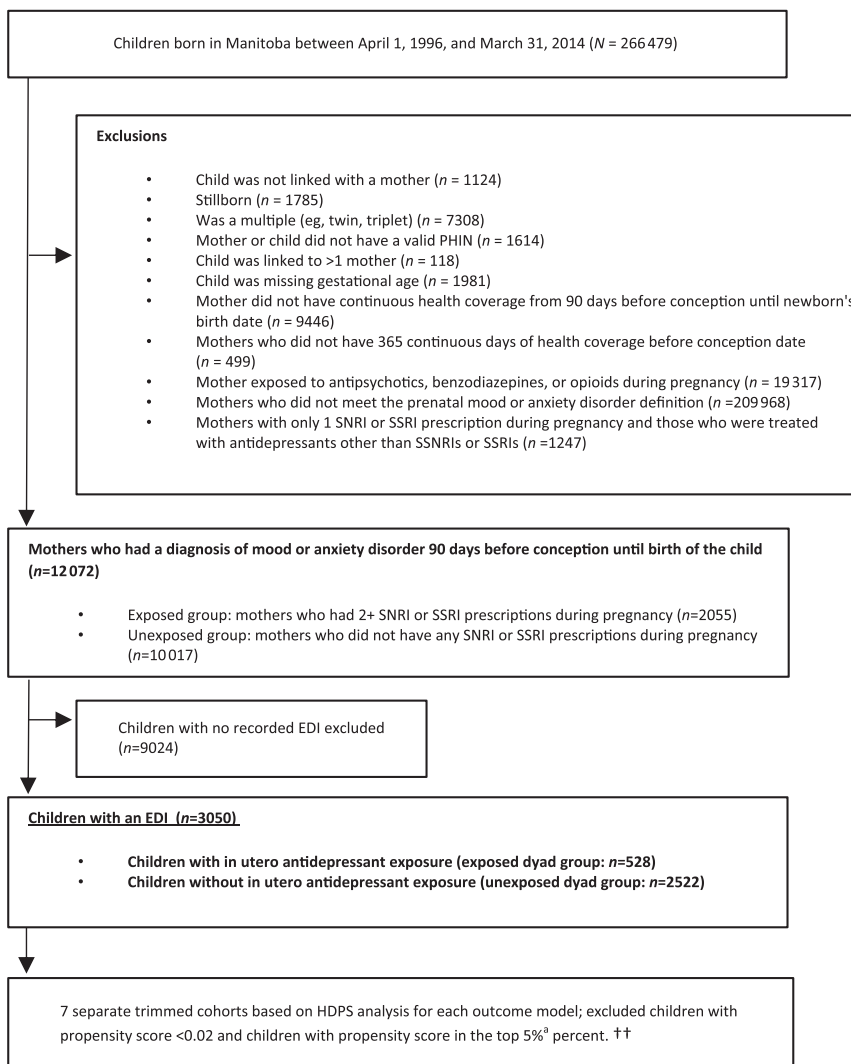 Children born in Manitoba between April 1, 1996, and March 31, 2014 (N = 266 479)
Exclusions
• Child was not linked with a mother (n = 1124)
• Stillborn (n = 1785)
• Was a multiple (eg, twin, triplet) (n = 7308)
• Mother or child did not have a valid PHIN (n = 1614)
• Child was linked to >1 mother (n = 118)
• Child was missing gestational age (n = 1981)
• Mother did not have continuous health coverage from 90 days before conception until newborn's
birth date (n = 9446)
• Mothers who did not have 365 continuous days of health coverage before conception date
(n = 499)
• Mother exposed to antipsychotics, benzodiazepines, or opioids during pregnancy (n = 19 317)
• Mothers who did not meet the prenatal mood or anxiety disorder definition (n =209 968)
• Mothers with only 1 SNRI or SSRI prescription during pregnancy and those who were treated
with antidepressants other than SSNRIs or SSRIs (n =1247)
Mothers who had a diagnosis of mood or anxiety disorder 90 days before conception until birth of the child
(n=12 072)
• Exposed group: mothers who had 2+ SNRI or SSRI prescriptions during pregnancy (n=2055)
• Unexposed group: mothers who did not have any SNRI or SSRI prescriptions during pregnancy
(n=10 017)
Children with no recorded EDI excluded
(n=9024)
Children with an EDI (n=3050)
• Children with in utero antidepressant exposure (exposed dyad group: n=528)
• Children without in utero antidepressant exposure (unexposed dyad group: n=2522)
7 separate trimmed cohorts based on HDPS analysis for each outcome model; excluded children with
propensity score <0.02 and children with propensity score in the top 5%ª percent. ††